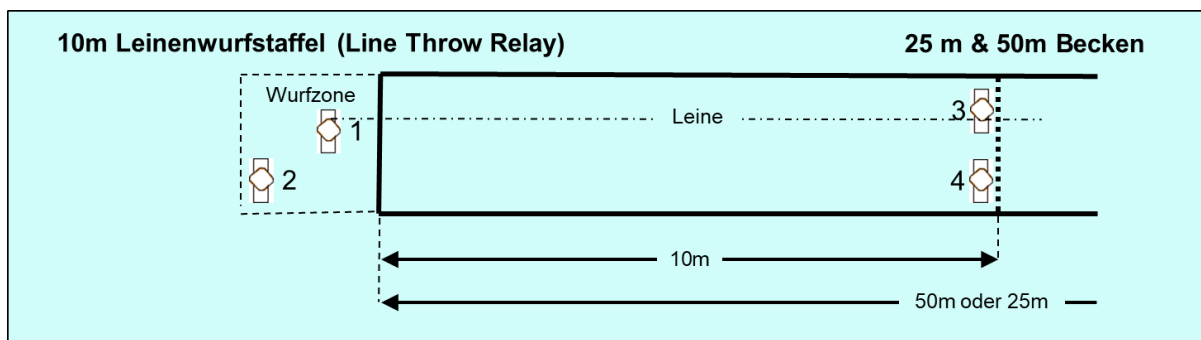 10m Leinenwurfstaffel (Line Throw Relay)
25 m & 50m Becken
Wurfzone
1
2
Leine
3
4
10m
50m oder 25m